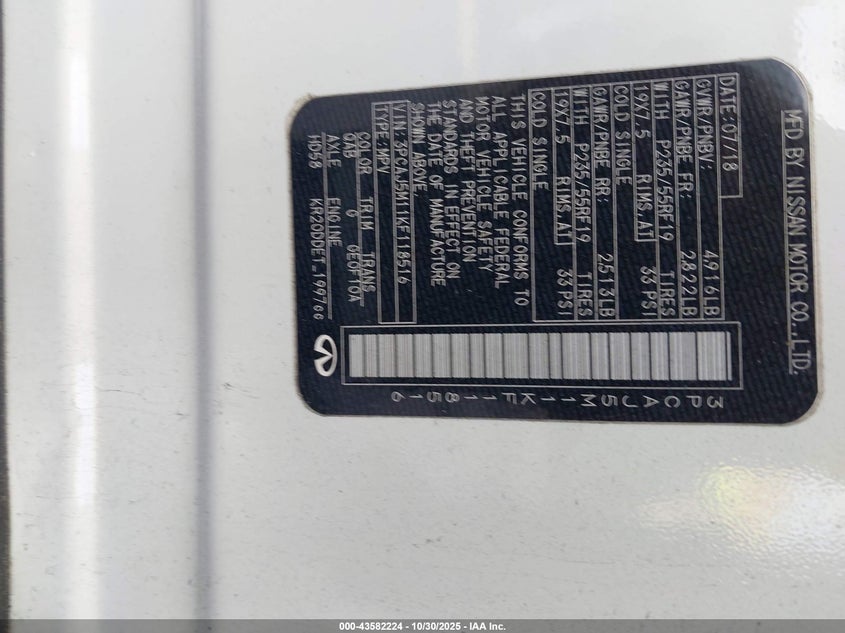 MFD BY NISSAN MOTOR CO.,LTD.
DATE: 07/18
GVWR/PNBV: 4916LB
GAWR/PNBE FR: 2822LB
WITH P235/55RF19 TIRES
19X7.5 RIMS,AT 33 PSI
COLD SINGLE
GAWR/PNBE RR: 2513LB
WITH P235/55RF19 TIRES
19X7.5 RIMS,AT 33 PSI
COLD SINGLE
THIS VEHICLE CONFORMS TO
ALL APPLICABLE FEDERAL
MOTOR VEHICLE SAFETY
AND THEFT PREVENTION
STANDARDS IN EFFECT ON
THE DATE OF MANUFACTURE
SHOWN ABOVE.
VIN: 3PCAJ5M11KF118516
TYPE: MPV
COLOR TRIM TRANS
QAB G
AXLE ENGINE
KR20DDET
3PCAJ5M11KF118516
000-43582224 - 10/30/2025 - IAA Inc.